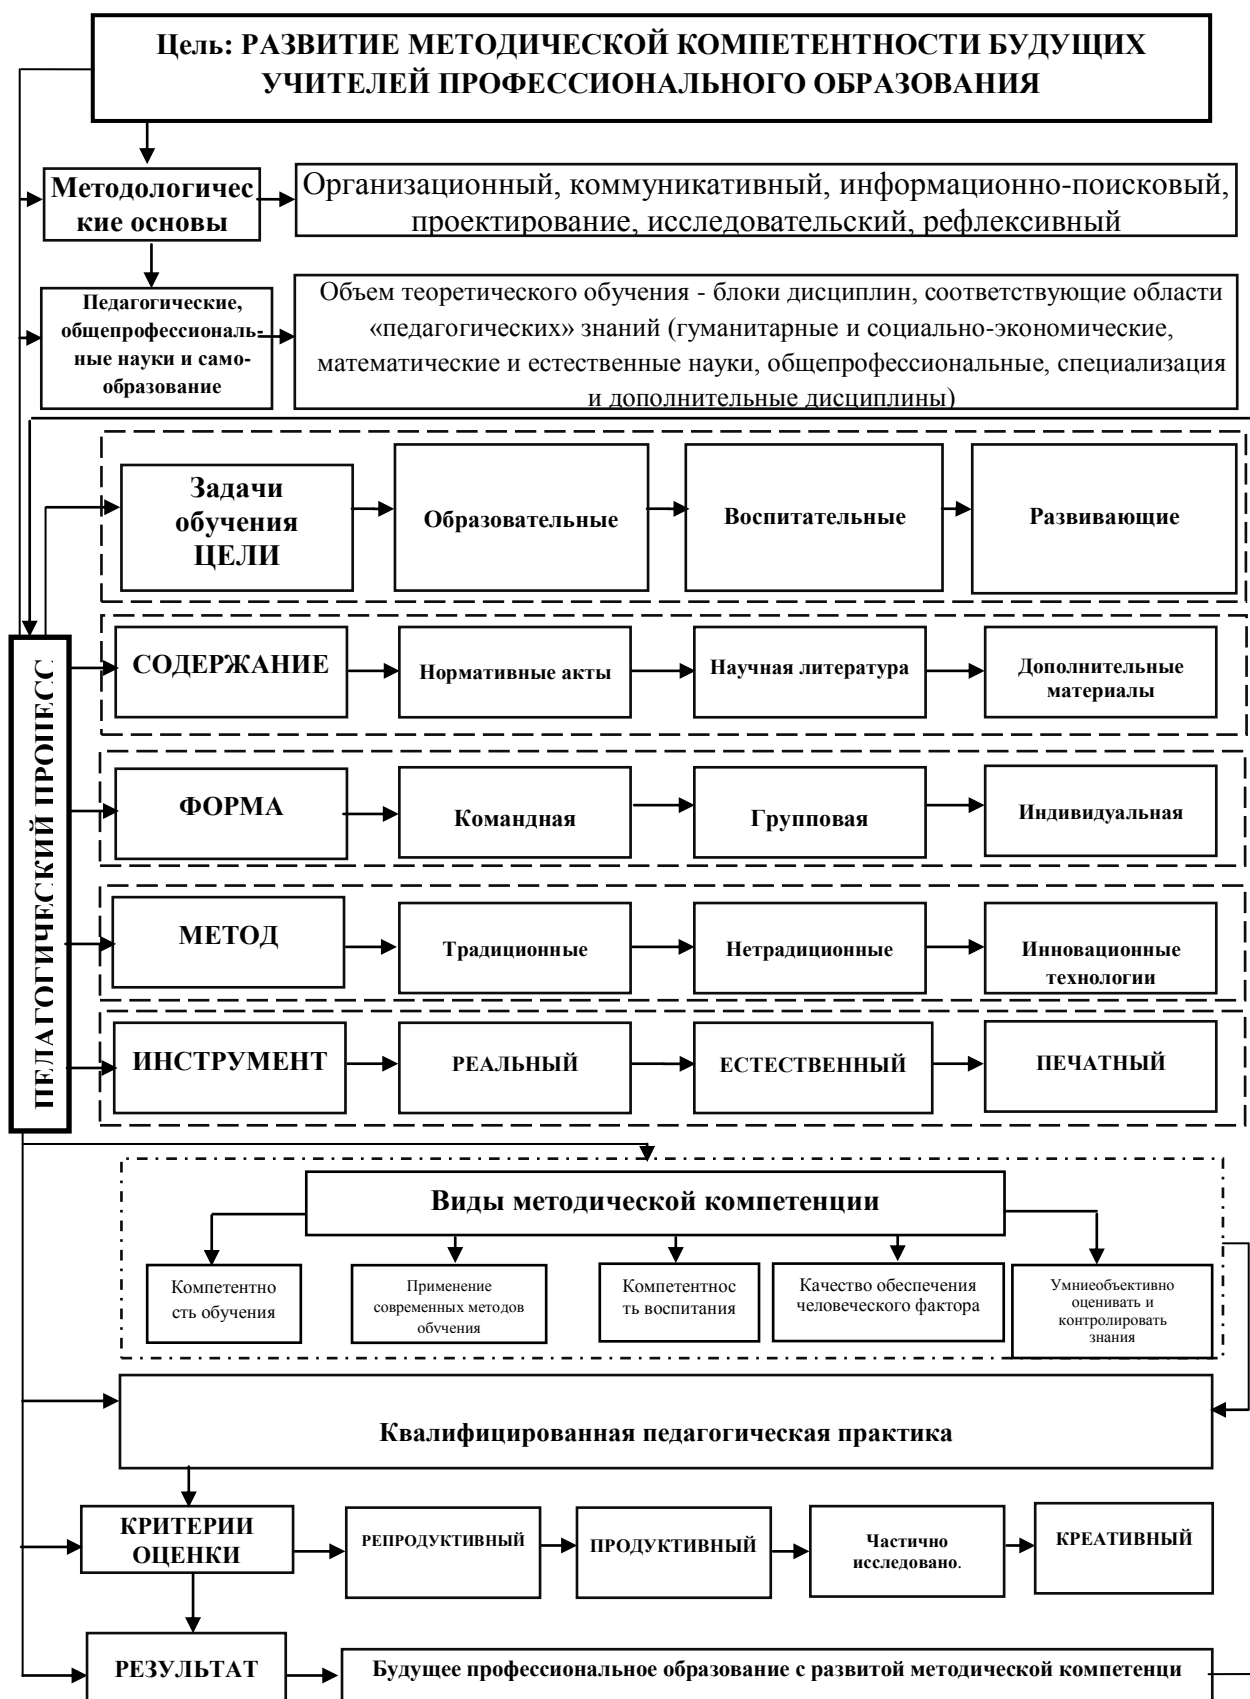 Цель: РАЗВИТИЕ МЕТОДИЧЕСКОЙ КОМПЕТЕНТНОСТИ БУДУЩИХ
УЧИТЕЛЕЙ ПРОФЕССИОНАЛЬНОГО ОБРАЗОВАНИЯ
Методологичес
кие основы
Организационный, коммуникативный, информационно-поисковый,
проектирование, исследовательский, рефлексивный
Педагогические,
общепрофессиональ-
ные науки и само-
образование
Объем теоретического обучения - блоки дисциплин, соответствующие области
«педагогических» знаний (гуманитарные и социально-экономические,
математические и естественные науки, общепрофессиональные, специализация
и дополнительные дисциплины)
ПЕДАГОГИЧЕСКИЙ ПРОЦЕСС
Задачи
обучения
ЦЕЛИ
Образовательные
Воспитательные
Развивающие
СОДЕРЖАНИЕ
Нормативные акты
Научная литература
Дополнительные
материалы
ФОРМА
Командная
Групповая
Индивидуальная
МЕТОД
Традиционные
Нетрадиционные
Инновационные
технологии
ИНСТРУМЕНТ
РЕАЛЬНЫЙ
ЕСТЕСТВЕННЫЙ
ПЕЧАТНЫЙ
Виды методической компетенции
Компетентно
сть обучения
Применение
современных методов
обучения
Компетентнос
ть воспитания
Качество обеспечения
человеческого фактора
Умниеобъективно
оценивать и
контролировать
знания
Квалифицированная педагогическая практика
КРИТЕРИИ
ОЦЕНКИ
РЕПРОДУКТИВНЫЙ
ПРОДУКТИВНЫЙ
Частично
исследовано.
КРЕАТИВНЫЙ
РЕЗУЛЬТАТ
Будущее профессиональное образование с развитой методической компетенци